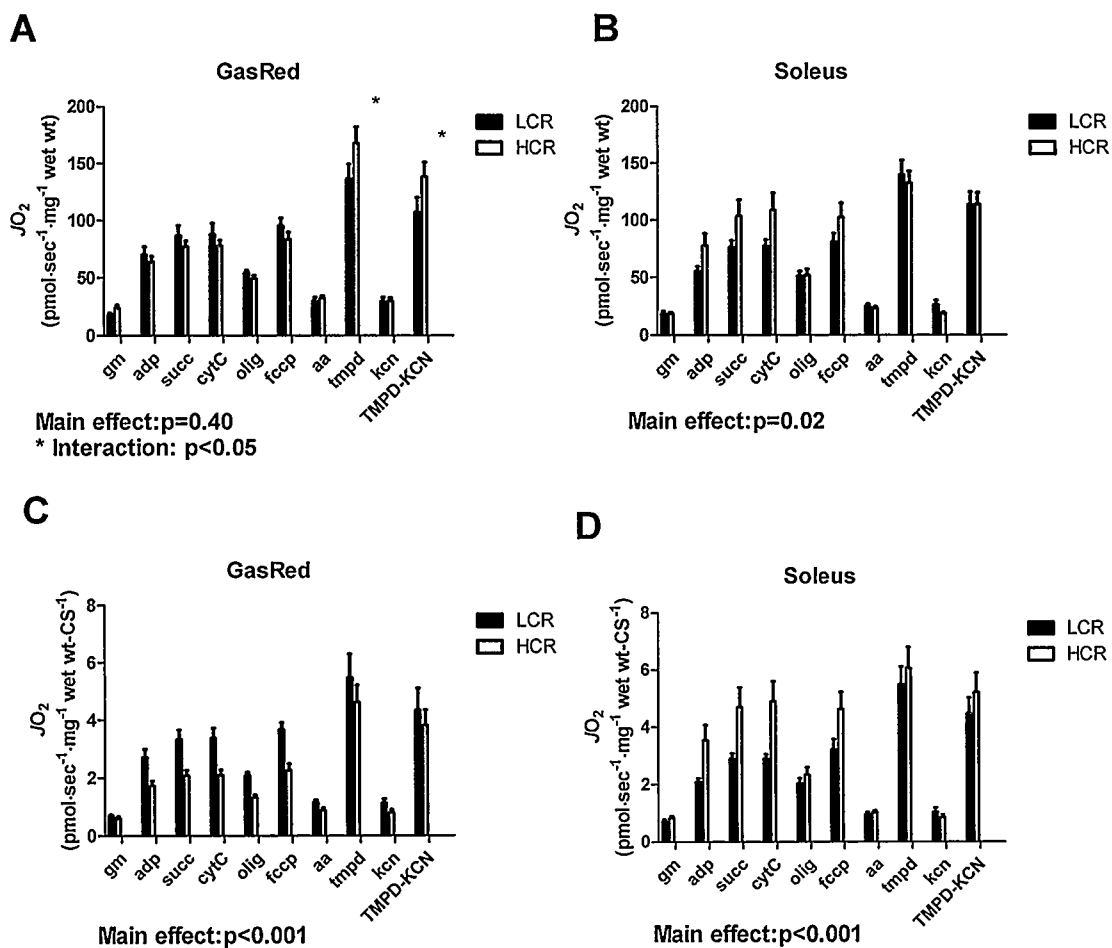 A
GasRed
JO2
(pmol·sec-1·mg-1 wet wt)
200
150
100
50
0
*
*
LCR
HCR
gm
adp
succ
cytC
olig
fccp
aa
tmpd
kcn
TMPD-KCN
Main effect:p=0.40
* Interaction: p<0.05
B
Soleus
JO2
(pmol·sec-1·mg-1 wet wt)
200
150
100
50
0
LCR
HCR
gm
adp
succ
cytC
olig
fccp
aa
tmpd
kcn
TMPD-KCN
Main effect:p=0.02
C
GasRed
JO2
(pmol·sec-1·mg-1 wet wt-CS-1)
8
6
4
2
0
LCR
HCR
gm
adp
succ
cytC
olig
fccp
aa
tmpd
kcn
TMPD-KCN
Main effect:p<0.001
D
Soleus
JO2
(pmol·sec-1·mg-1 wet wt-CS-1)
8
6
4
2
0
LCR
HCR
gm
adp
succ
cytC
olig
fccp
aa
tmpd
kcn
TMPD-KCN
Main effect:p<0.001